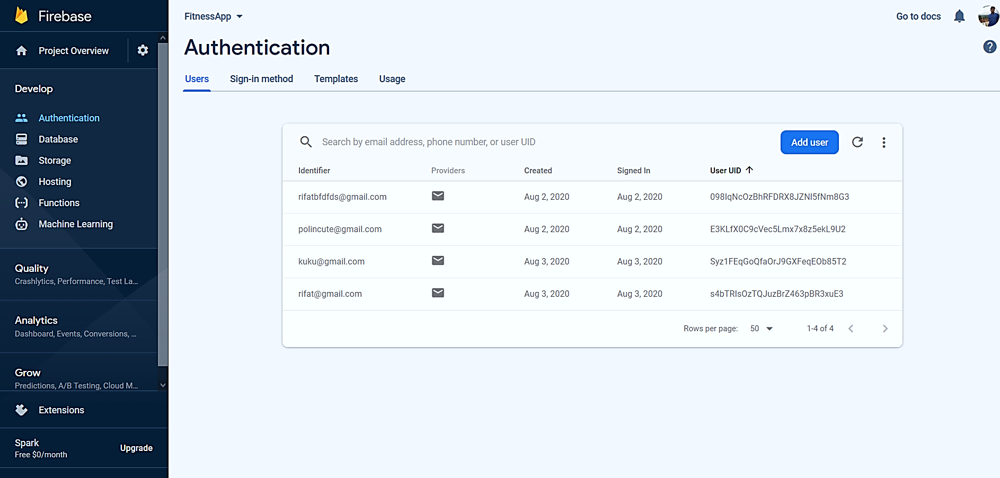 Firebase
Project Overview
Develop
Authentication
Database
Storage
Hosting
Functions
Machine Learning
Quality
Crashlytics, Performance, Test La...
Analytics
Dashboard, Events, Conversions, ...
Grow
Predictions, A/B Testing, Cloud M...
Extensions
Spark
Free $0/month
Upgrade
FitnessApp
Go to docs
Authentication
Users Sign-in method Templates Usage
Search by email address, phone number, or user UID
Add user
Identifier Providers Created Signed In User UID
rifatbfdfds@gmail.com Aug 2, 2020 Aug 2, 2020 098IqNcOzBhRFDRX8JZNI5fNm8G3
polincute@gmail.com Aug 2, 2020 Aug 2, 2020 E3KLfX0C9cVec5Lmx7x8z5ekL9U2
kuku@gmail.com Aug 3, 2020 Aug 3, 2020 Syz1FEqGoQfaOrJ9GXFeqEOb85T2
rifat@gmail.com Aug 3, 2020 Aug 3, 2020 s4bTRIsOzTQJuzBrZ463pBR3xuE3
Rows per page: 50 1-4 of 4